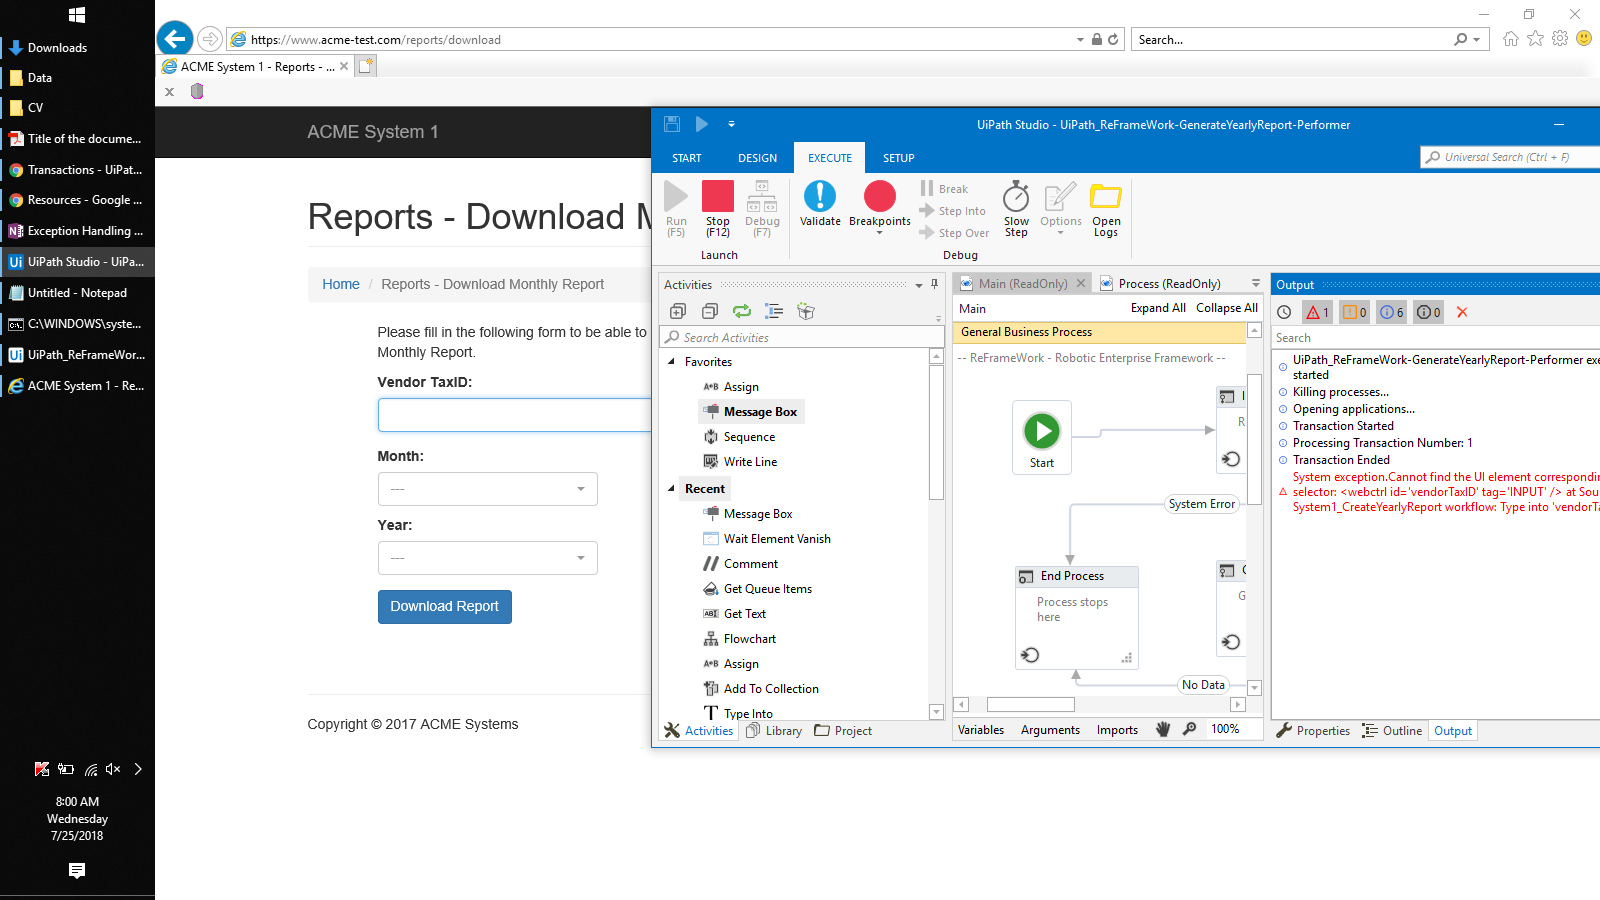 Downloads
Data
CV
Title of the docume...
Transactions - UiPat...
Resources - Google ...
Exception Handling ...
UiPath Studio - UiPa...
Untitled - Notepad
C:\WINDOWS\syste...
UiPath_ReFrameWor...
ACME System 1 - Re...
8:00 AM
Wednesday
7/25/2018
https://www.acme-test.com/reports/download
Search...
ACME System 1 - Reports - ...
ACME System 1
Reports - Download M
Home / Reports - Download Monthly Report
Please fill in the following form to be able to
Monthly Report.
Vendor TaxID:
Month:
---
Year:
---
Download Report
Copyright © 2017 ACME Systems
UiPath Studio - UiPath_ReFrameWork-GenerateYearlyReport-Performer
START DESIGN EXECUTE SETUP
Universal Search (Ctrl + F)
Run
(F5)
Stop
(F12)
Debug
(F7)
Launch
Validate
Breakpoints
Break
Step Into
Step Over
Slow
Step
Options
Open
Logs
Debug
Activities
Search Activities
Favorites
Assign
Message Box
Sequence
Write Line
Recent
Message Box
Wait Element Vanish
Comment
Get Queue Items
Get Text
Flowchart
Assign
Add To Collection
Type Into
Activities Library Project
Main (ReadOnly) Process (ReadOnly)
Main Expand All Collapse All
General Business Process
-- ReFrameWork - Robotic Enterprise Framework --
Start
I
R
System Error
End Process
Process stops
here
G
No Data
Variables Arguments Imports 100%
Output
1 0 6 0
Search
UiPath_ReFrameWork-GenerateYearlyReport-Performer exe
started
Killing processes...
Opening applications...
Transaction Started
Processing Transaction Number: 1
Transaction Ended
System exception.Cannot find the UI element correspondin
selector: <webctrl id='vendorTaxID' tag='INPUT' /> at Sou
System1_CreateYearlyReport workflow: Type into 'vendorTa
Properties Outline Output